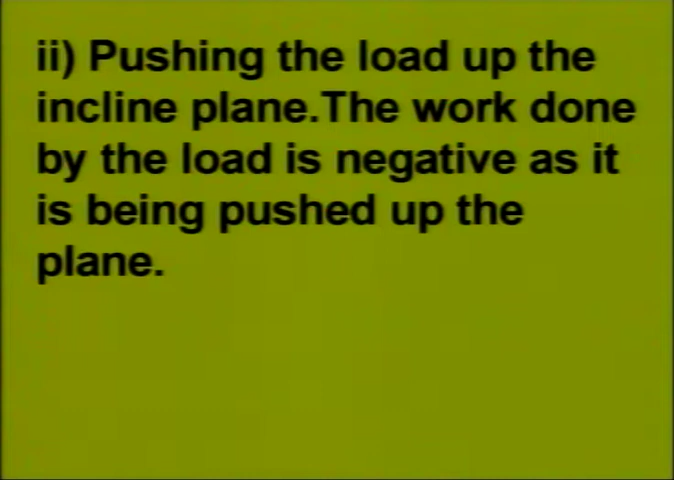 ii) Pushing the load up the
incline plane.The work done
by the load is negative as it
is being pushed up the
plane.